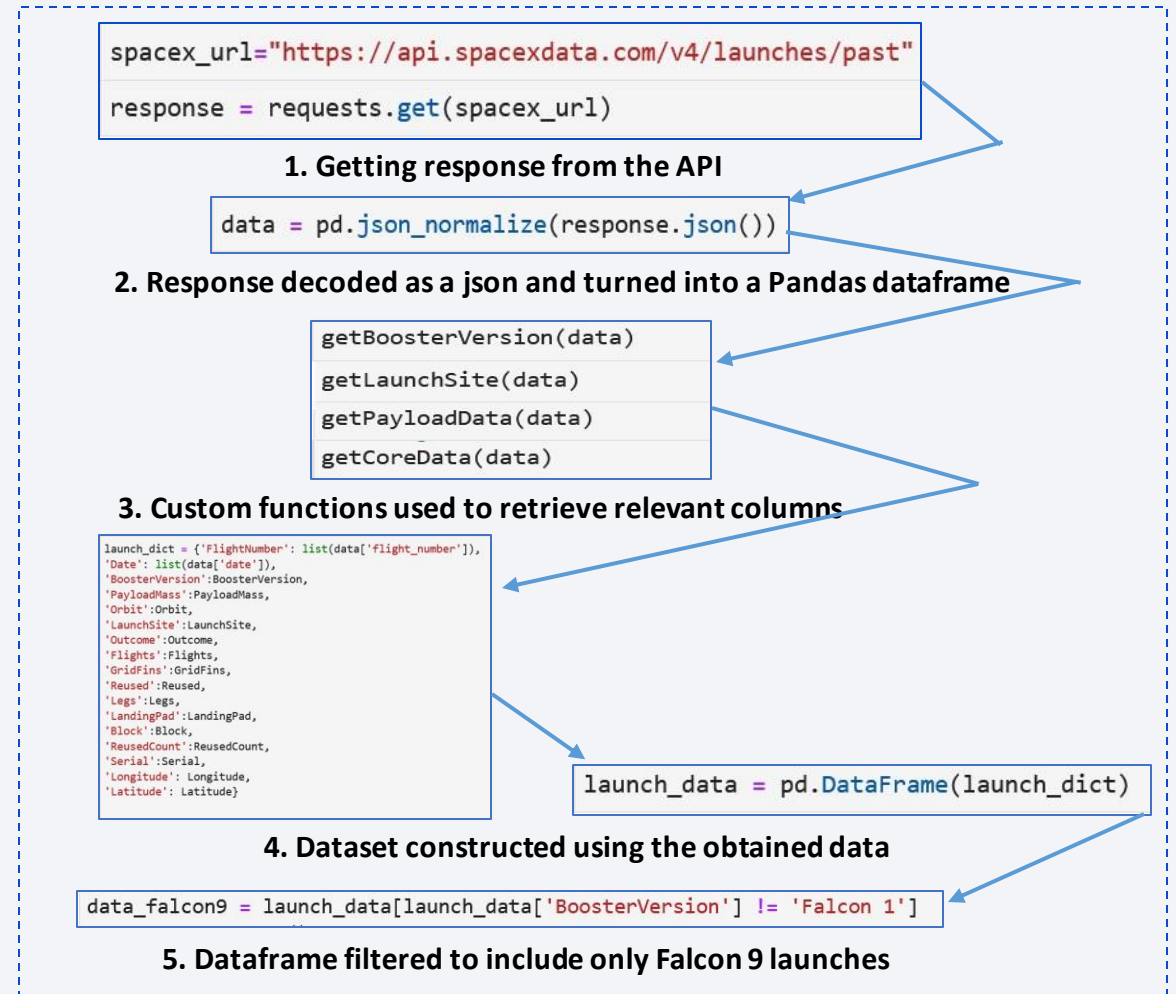 spacex_url="https://api.spacexdata.com/v4/launches/past"
response = requests.get(spacex_url)
1. Getting response from the API
data = pd.json_normalize(response.json())
2. Response decoded as a json and turned into a Pandas dataframe
getBoosterVersion(data)
getLaunchSite(data)
getPayloadData(data)
getCoreData(data)
3. Custom functions used to retrieve relevant columns
launch_dict = {'FlightNumber': list(data['flight_number']),
'Date': list(data['date']),
'BoosterVersion':BoosterVersion,
'PayloadMass':PayloadMass,
'Orbit':Orbit,
'LaunchSite':LaunchSite,
'Outcome':Outcome,
'Flights':Flights,
'GridFins':GridFins,
'Reused':Reused,
'Legs':Legs,
'LandingPad':LandingPad,
'Block':Block,
'ReusedCount':ReusedCount,
'Serial':Serial,
'Longitude': Longitude,
'Latitude': Latitude}
launch_data = pd.DataFrame(launch_dict)
4. Dataset constructed using the obtained data
data_falcon9 = launch_data[launch_data['BoosterVersion'] != 'Falcon 1']
5. Dataframe filtered to include only Falcon 9 launches